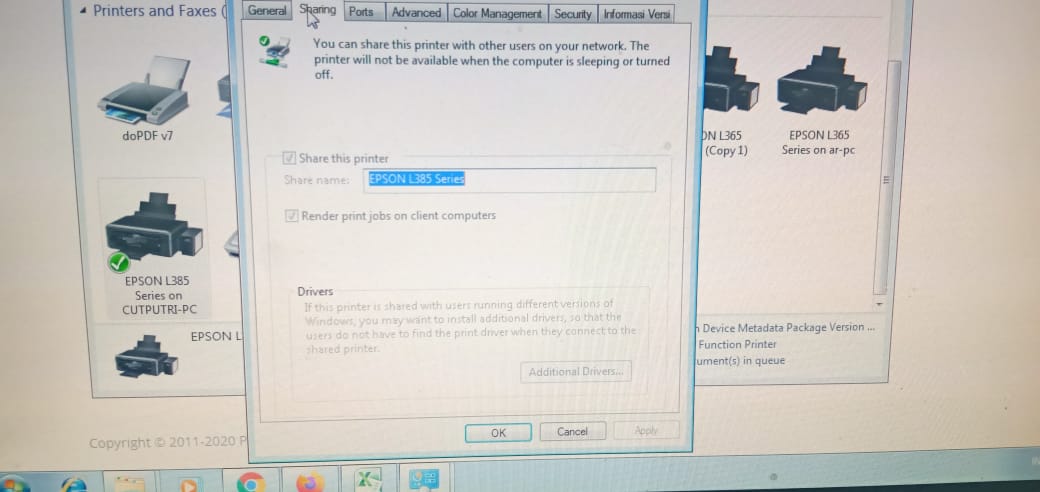 Printers and Faxes (
General
Sharing
Ports
Advanced
Color Management
Security
Informasi Versi
You can share this printer with other users on your network. The
printer will not be available when the computer is sleeping or turned
off.
doPDF v7
ON L365
(Copy 1)
EPSON L365
Series on ar-pc
Share this printer
Share name: EPSON L385 Series
Render print jobs on client computers
EPSON L385
Series on
CUTPUTRI-PC
Drivers
If this printer is shared with users running different versions of
Windows, you may want to install additional drivers, so that the
users do not have to find the print driver when they connect to the
shared printer.
Additional Drivers...
EPSON L
n Device Metadata Package Version ...
Function Printer
ument(s) in queue
OK
Cancel
Apply
Copyright © 2011-2020 P